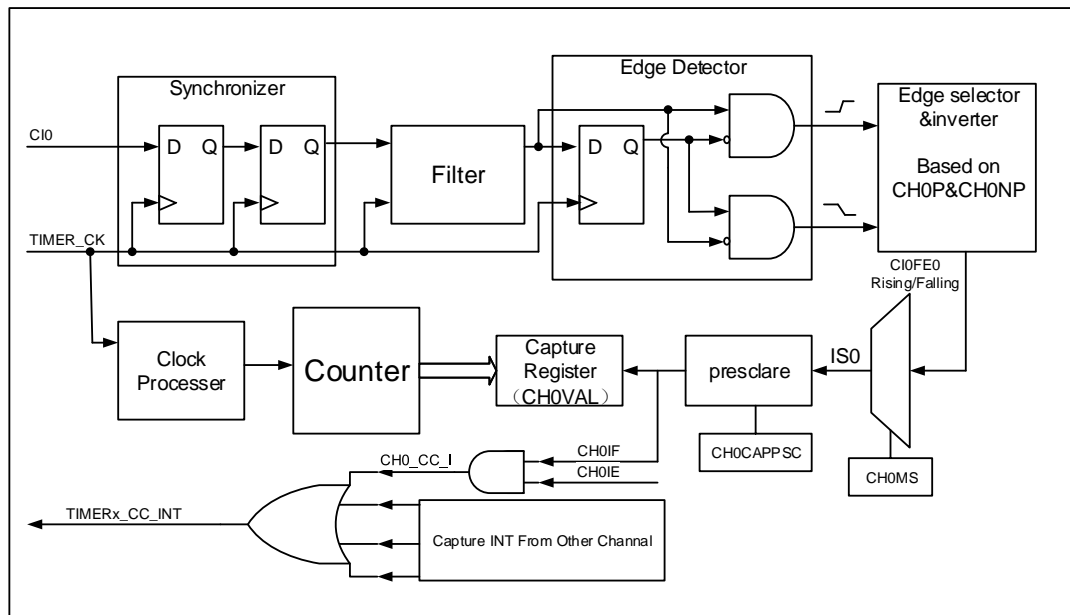 Synchronizer
Edge Detector
Edge selector
&inverter
Based on
CH0P&CH0NP
CI0
D Q
D Q
Filter
D Q
TIMER_CK
CI0FE0
Rising/Falling
Clock
Processer
Counter
Capture
Register
（CH0VAL）
presclare
IS0
CH0CAPPSC
CH0MS
CH0_CC_I
CH0IF
CH0IE
TIMERx_CC_INT
Capture INT From Other Channal